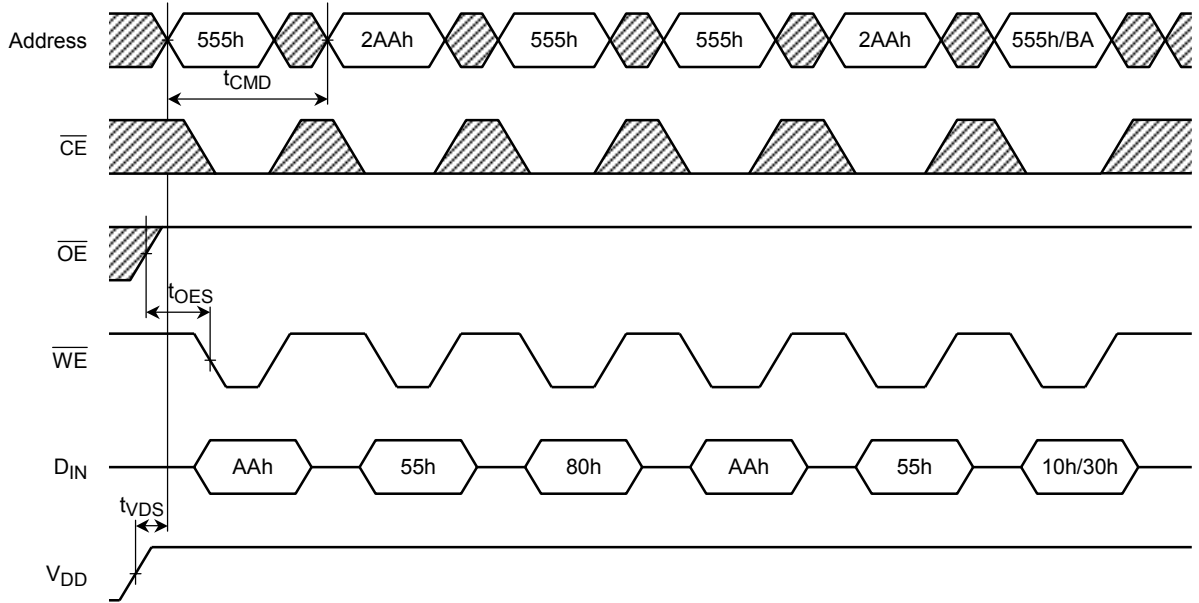 Address 555h 2AAh 555h 555h 2AAh 555h/BA
tCMD
CE
OE
tOES
WE
DIN AAh 55h 80h AAh 55h 10h/30h
tVDS
VDD